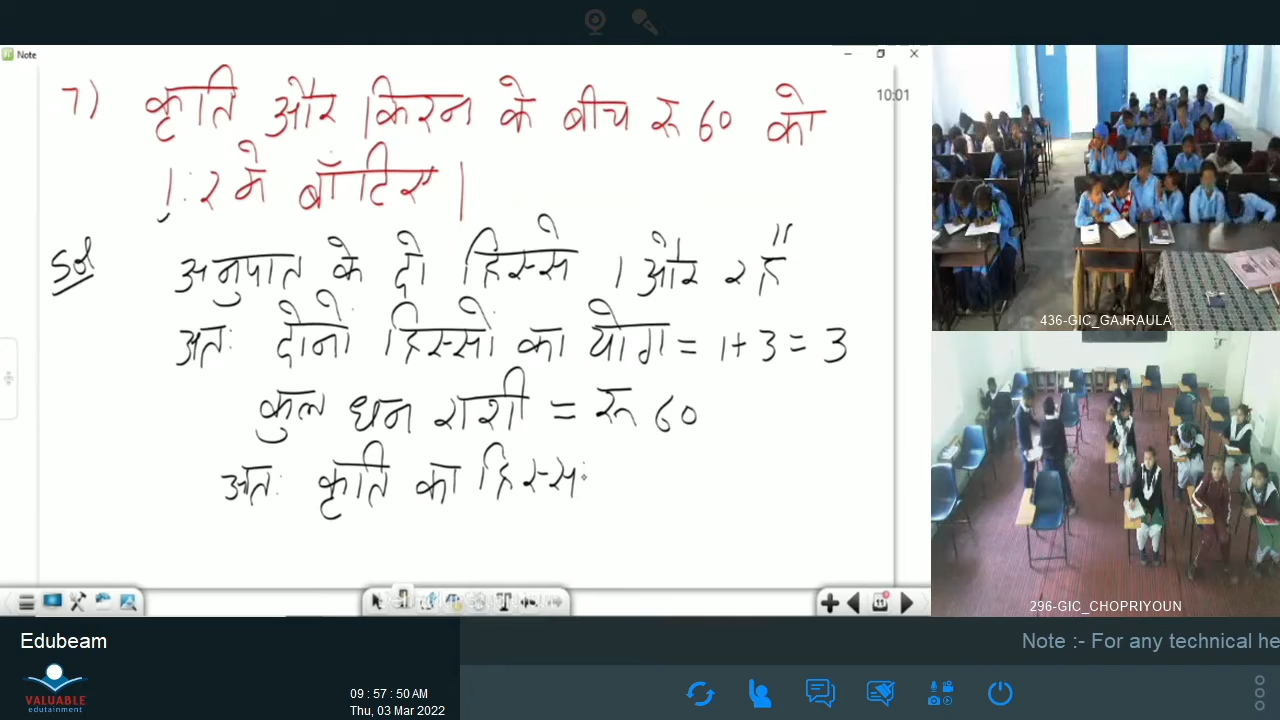 Note
10:01
7) कृति और किरन के बीच रु 60 को
1:2 मे बाँटिए |
Sol अनुपात के दो हिस्से 1 और 2 हैं
अतः दोनों हिस्सों का योग = 1+3 = 3
कुल धन राशी = रू 60
अतः कृति का हिस्स
436-GIC_GAJRAULA
296-GIC_CHOPRIYOUN
Edubeam
Note :- For any technical he
VALUABLE
edutainment
09 : 57 : 50 AM
Thu, 03 Mar 2022